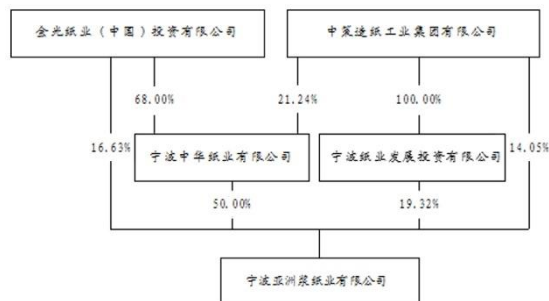 金光纸业（中国）投资有限公司
中策造纸工业集团有限公司
68.00%
21.24%
100.00%
16.63%
宁波中华纸业有限公司
宁波纸业发展投资有限公司
14.05%
50.00%
19.32%
宁波亚洲浆纸业有限公司